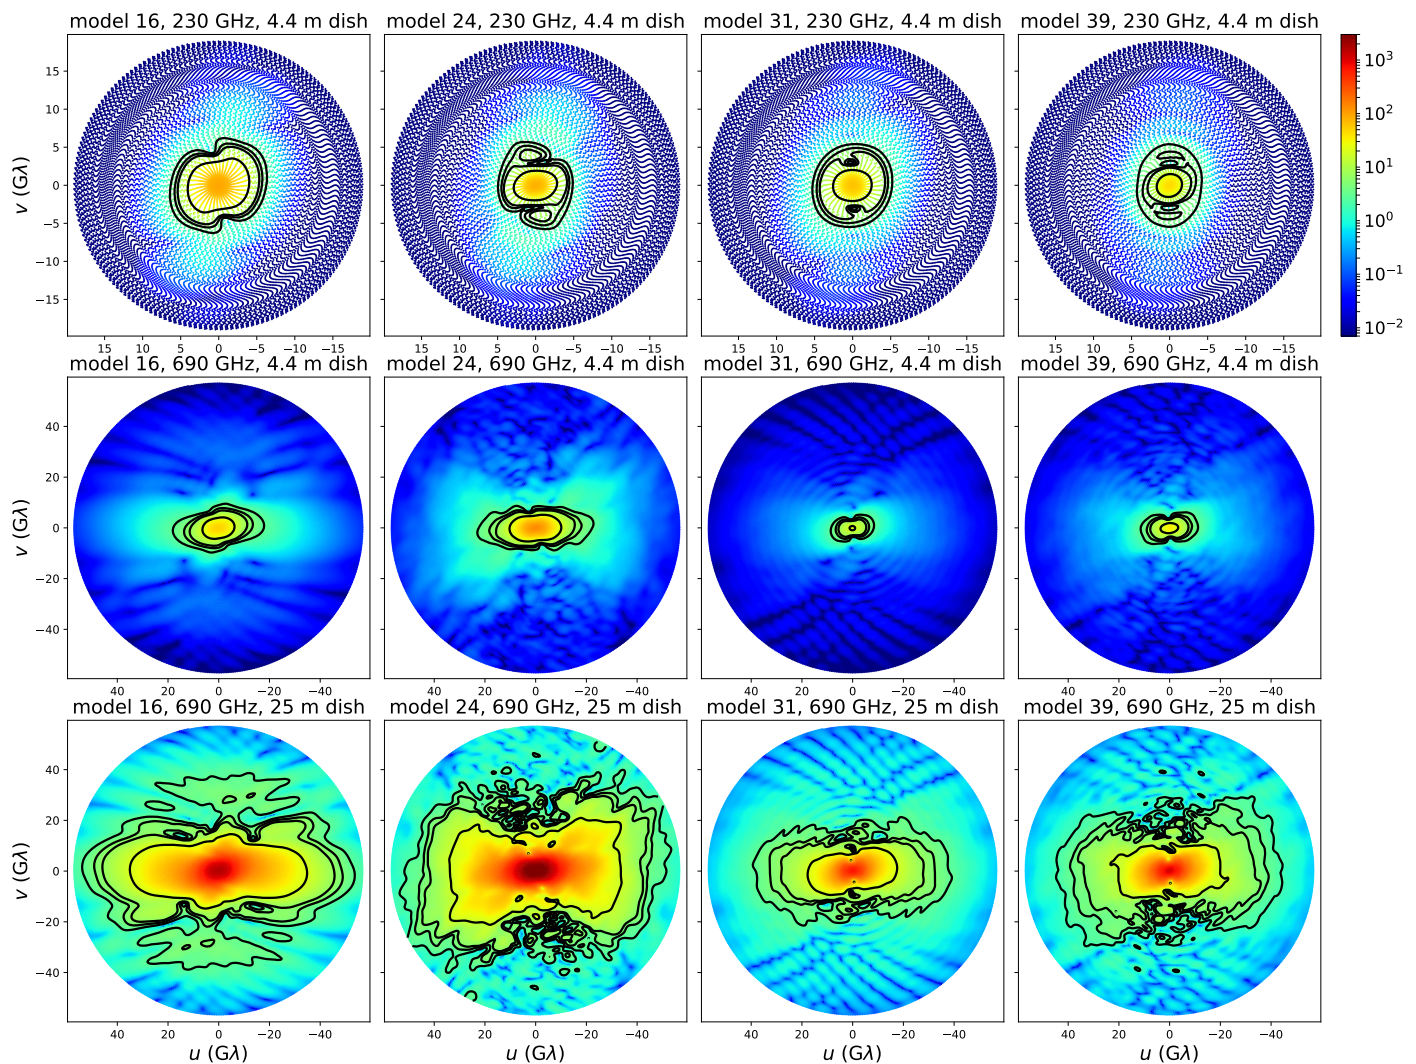 model 16, 230 GHz, 4.4 m dish
model 24, 230 GHz, 4.4 m dish
model 31, 230 GHz, 4.4 m dish
model 39, 230 GHz, 4.4 m dish
v (Gλ)
15
10
5
0
−5
−10
−15
15 10 5 0 −5 −10 −15
15 10 5 0 −5 −10 −15
15 10 5 0 −5 −10 −15
15 10 5 0 −5 −10 −15
10³
10²
10¹
10⁰
10⁻¹
10⁻²
model 16, 690 GHz, 4.4 m dish
model 24, 690 GHz, 4.4 m dish
model 31, 690 GHz, 4.4 m dish
model 39, 690 GHz, 4.4 m dish
v (Gλ)
40
20
0
−20
−40
40 20 0 −20 −40
40 20 0 −20 −40
40 20 0 −20 −40
40 20 0 −20 −40
model 16, 690 GHz, 25 m dish
model 24, 690 GHz, 25 m dish
model 31, 690 GHz, 25 m dish
model 39, 690 GHz, 25 m dish
v (Gλ)
40
20
0
−20
−40
40 20 0 −20 −40
40 20 0 −20 −40
40 20 0 −20 −40
40 20 0 −20 −40
u (Gλ)
u (Gλ)
u (Gλ)
u (Gλ)